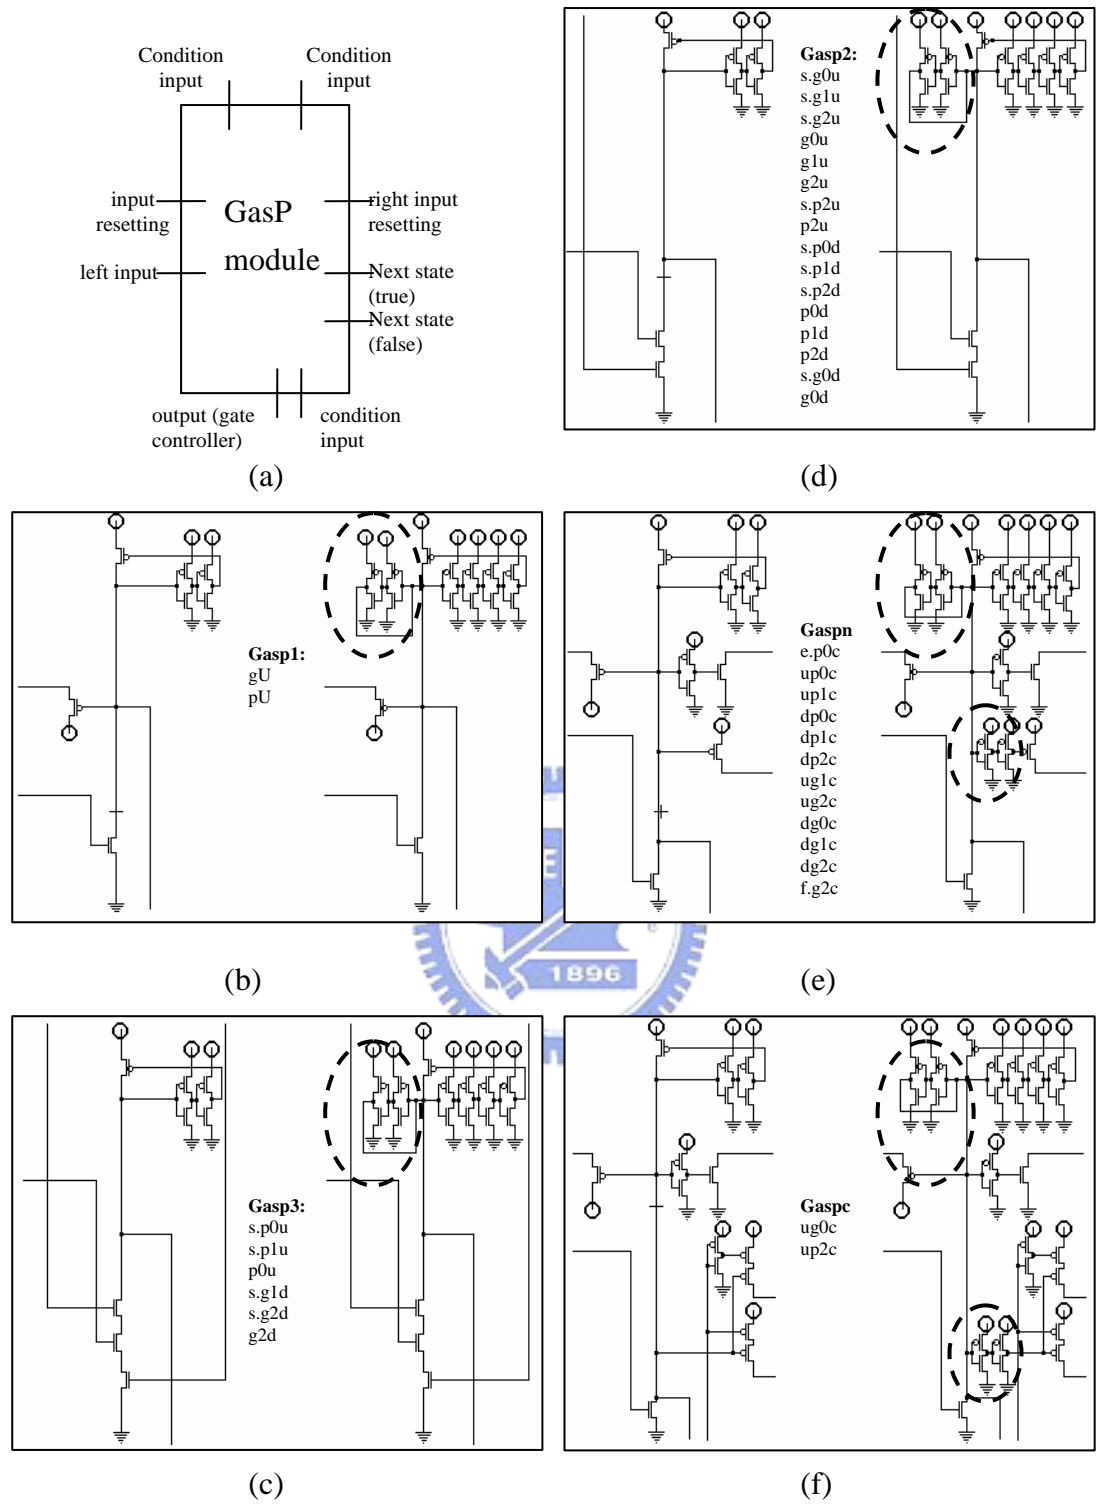 Condition
input
Condition
input
input
resetting
GasP
module
right input
resetting
left input
Next state
(true)
Next state
(false)
output (gate
controller)
condition
input
(a)
Gasp2:
s.g0u
s.g1u
s.g2u
g0u
g1u
g2u
s.p2u
p2u
s.p0d
s.p1d
s.p2d
p0d
p1d
p2d
s.g0d
g0d
(d)
Gasp1:
gU
pU
(b)
Gaspn
e.p0c
up0c
up1c
dp0c
dp1c
dp2c
ug1c
ug2c
dg0c
dg1c
dg2c
f.g2c
(e)
1896
Gasp3:
s.p0u
s.p1u
p0u
s.g1d
s.g2d
g2d
(c)
Gaspc
ug0c
up2c
(f)